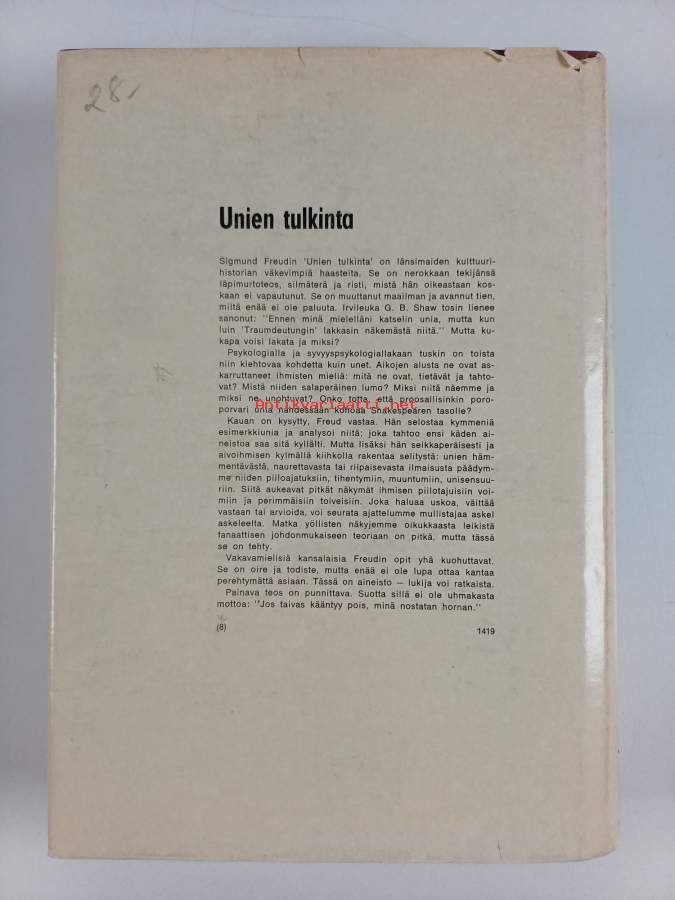 28.-
Unien tulkinta
Sigmund Freudin 'Unien tulkinta' on länsimaiden kulttuuri-
historian väkevimpiä haasteita. Se on nerokkaan tekijänsä
läpimurtoteos, silmäterä ja risti, mistä hän oikeastaan kos-
kaan ei vapautunut. Se on muuttanut maailman ja avannut tien,
miltä enää ei ole paluuta. Irvileuka G. B. Shaw tosin lienee
sanonut: "Ennen minä mielelläni katselin unia, mutta kun
luin 'Traumdeutungin' lakkasin näkemästä niitä." Mutta ku-
kapa voisi lakata ja miksi?
Psykologialla ja syvyyspsykologiallakaan tuskin on toista
niin kiehtovaa kohdetta kuin unet. Aikojen alusta ne ovat as-
karruttaneet ihmisten mieliä: mitä ne ovat, tietävät ja tahto-
vat? Mistä niiden salaperäinen lumo? Miksi niitä näemme ja
miksi ne unohtuvat? Onko totta, että proosallisinkin poro-
porvari unta nähdessään kohoaa Shakespearen tasolle?
Antikvariaatti.net
Kauan on kysytty, Freud vastaa. Hän selostaa kymmeniä
esimerkkiunia ja analysoi niitä; joka tahtoo ensi käden ai-
neistoa saa sitä kyllälti. Mutta lisäksi hän seikkaperäisesti ja
aivoihmisen kylmällä kiihkolla rakentaa selitystä: unien häm-
mentävästä, naurettavasta tai riipaisevasta ilmaisusta päädym-
me niiden piiloajatuksiin, tihentymiin, muuntumiin, unisensuu-
riin. Siitä aukeavat pitkät näkymät ihmisen piilotajuisiin voi-
miin ja perimmäisiin toiveisiin. Joka haluaa uskoa, väittää
vastaan tai arvioida, voi seurata ajattelumme mullistajaa askel
askeleelta. Matka yöllisten näkyjemme oikukkaasta leikistä
fanaattisen johdonmukaiseen teoriaan on pitkä, mutta tässä
se on tehty.
Vakavamielisiä kansalaisia Freudin opit yhä kuohuttavat.
Se on oire ja todiste, mutta enää ei ole lupa ottaa kantaa
perehtymättä asiaan. Tässä on aineisto – lukija voi ratkaista.
Painava teos on punnittava. Suotta sillä ei ole uhmakasta
mottoa: "Jos taivas kääntyy pois, minä nostatan hornan."
(8) 1419